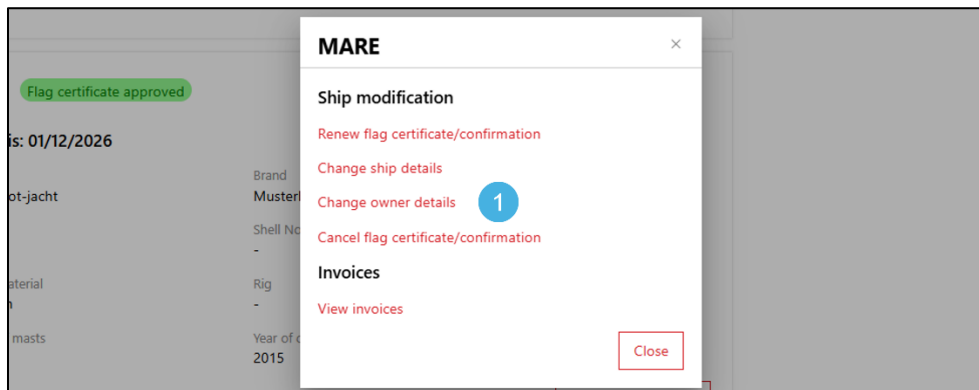 MARE
×
Ship modification
Renew flag certificate/confirmation
Change ship details
Change owner details
1
Cancel flag certificate/confirmation
Invoices
View invoices
Close
Flag certificate approved
is: 01/12/2026
Brand
ot-jacht
Musterl
Shell No
-
aterial
Rig
-
masts
Year of c
2015